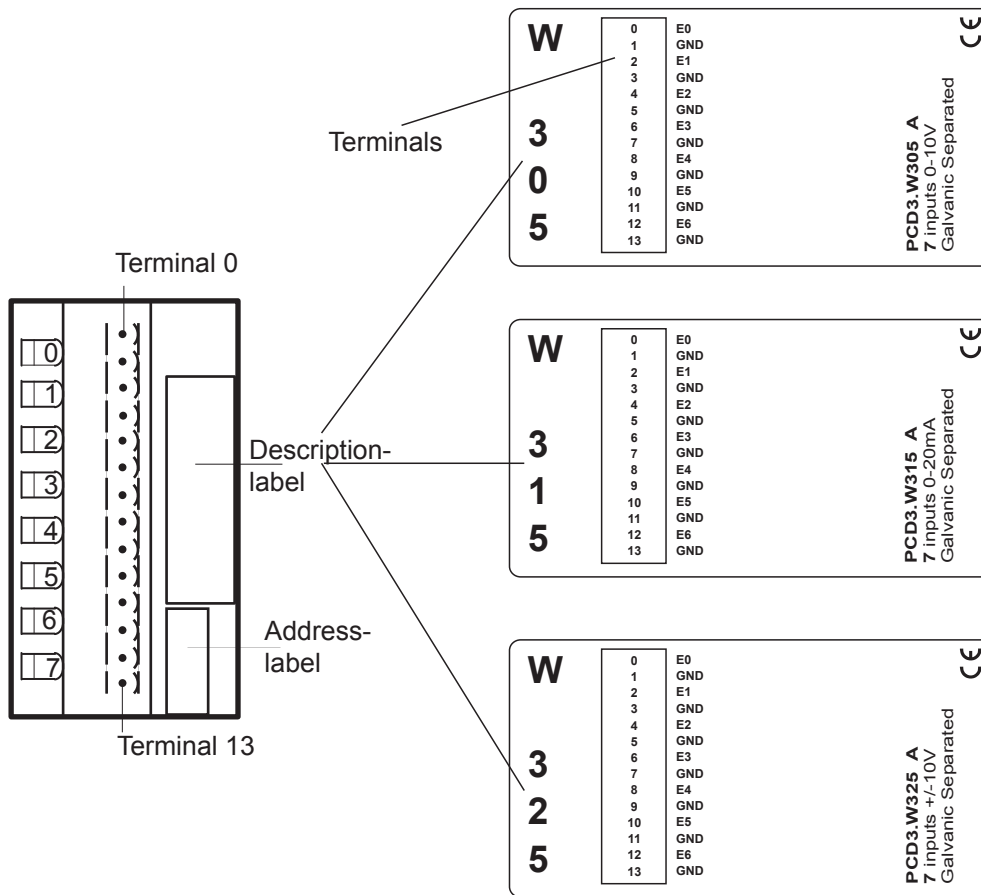 Terminal 0
0
1
2
3
4
5
6
7
Description-
label
Address-
label
Terminal 13
Terminals
W
3
0
5
0 E0
1 GND
2 E1
3 GND
4 E2
5 GND
6 E3
7 GND
8 E4
9 GND
10 E5
11 GND
12 E6
13 GND
PCD3.W305 A
7 inputs 0-10V
Galvanic Separated
CE
W
3
1
5
0 E0
1 GND
2 E1
3 GND
4 E2
5 GND
6 E3
7 GND
8 E4
9 GND
10 E5
11 GND
12 E6
13 GND
PCD3.W315 A
7 inputs 0-20mA
Galvanic Separated
CE
W
3
2
5
0 E0
1 GND
2 E1
3 GND
4 E2
5 GND
6 E3
7 GND
8 E4
9 GND
10 E5
11 GND
12 E6
13 GND
PCD3.W325 A
7 inputs +/-10V
Galvanic Separated
CE